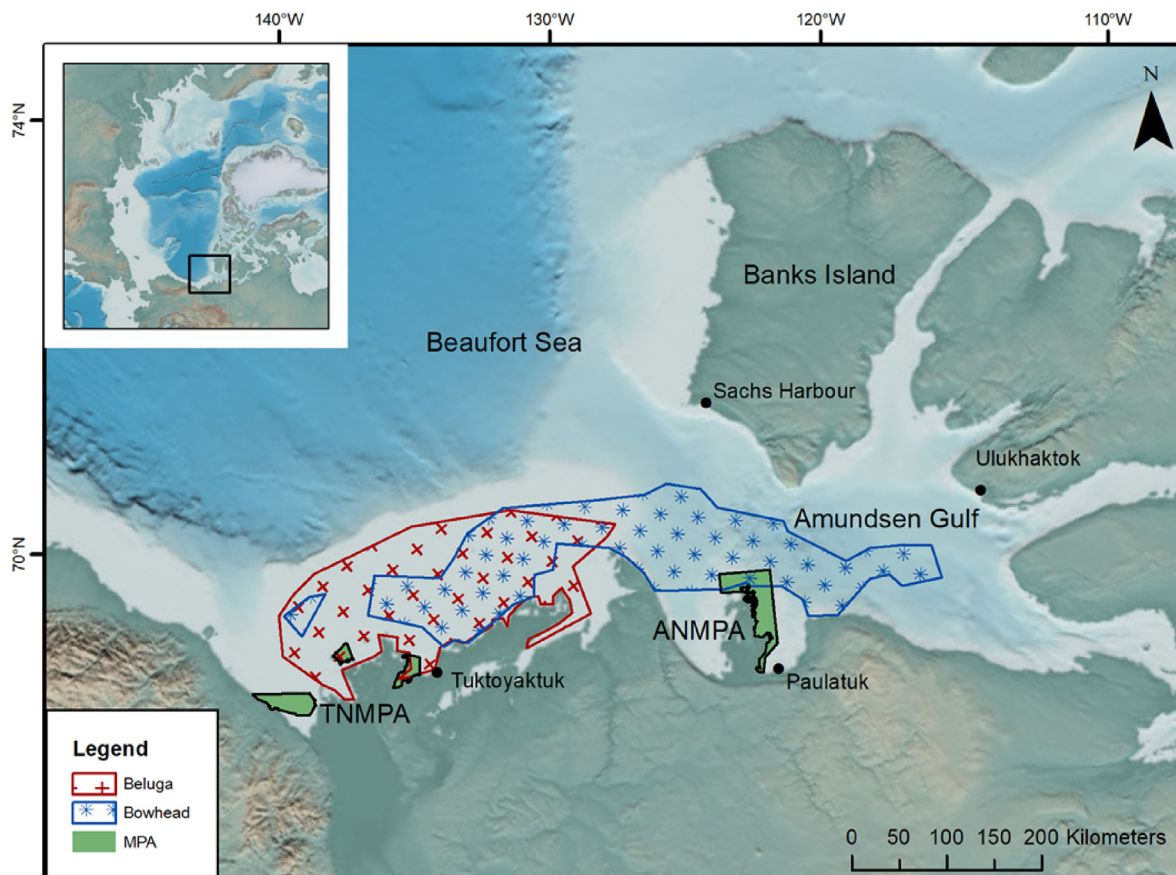 140°W
130°W
120°W
110°W
74°N
70°N
N
Banks Island
Beaufort Sea
Sachs Harbour
Ulukhaktok
Amundsen Gulf
ANMPA
Tuktoyaktuk
Paulatuk
TNMPA
Legend
Beluga
Bowhead
MPA
0 50 100 150 200 Kilometers